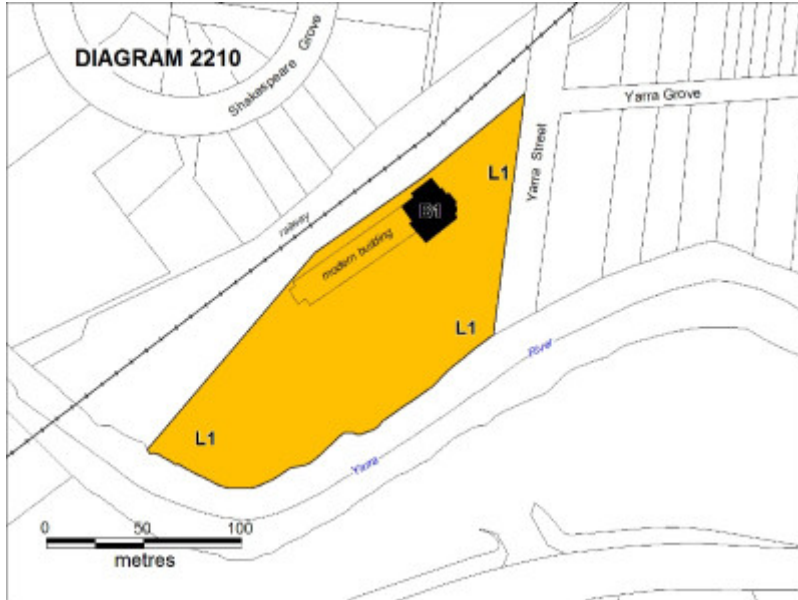 DIAGRAM 2210
Shakaspeare Grove
Yarra Grove
Yarra Street
L1
B1
railway
modern building
L1
River
L1
Yarra
0 50 100
metres